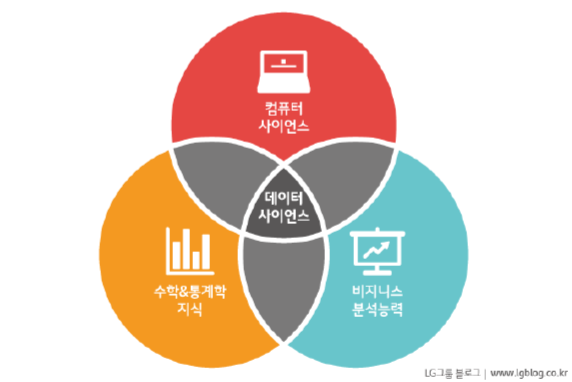 컴퓨터
사이언스
데이터
사이언스
수학&통계학
지식
비지니스
분석능력
LG그룹 블로그 | www.lgblog.co.kr